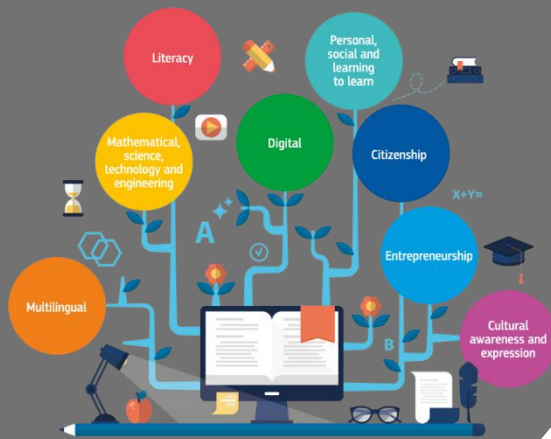 Literacy
Personal,
social and
learning
to learn
Mathematical,
science,
technology and
engineering
Digital
Citizenship
X+Y=
A
Entrepreneurship
Multilingual
B
Cultural
awareness and
expression